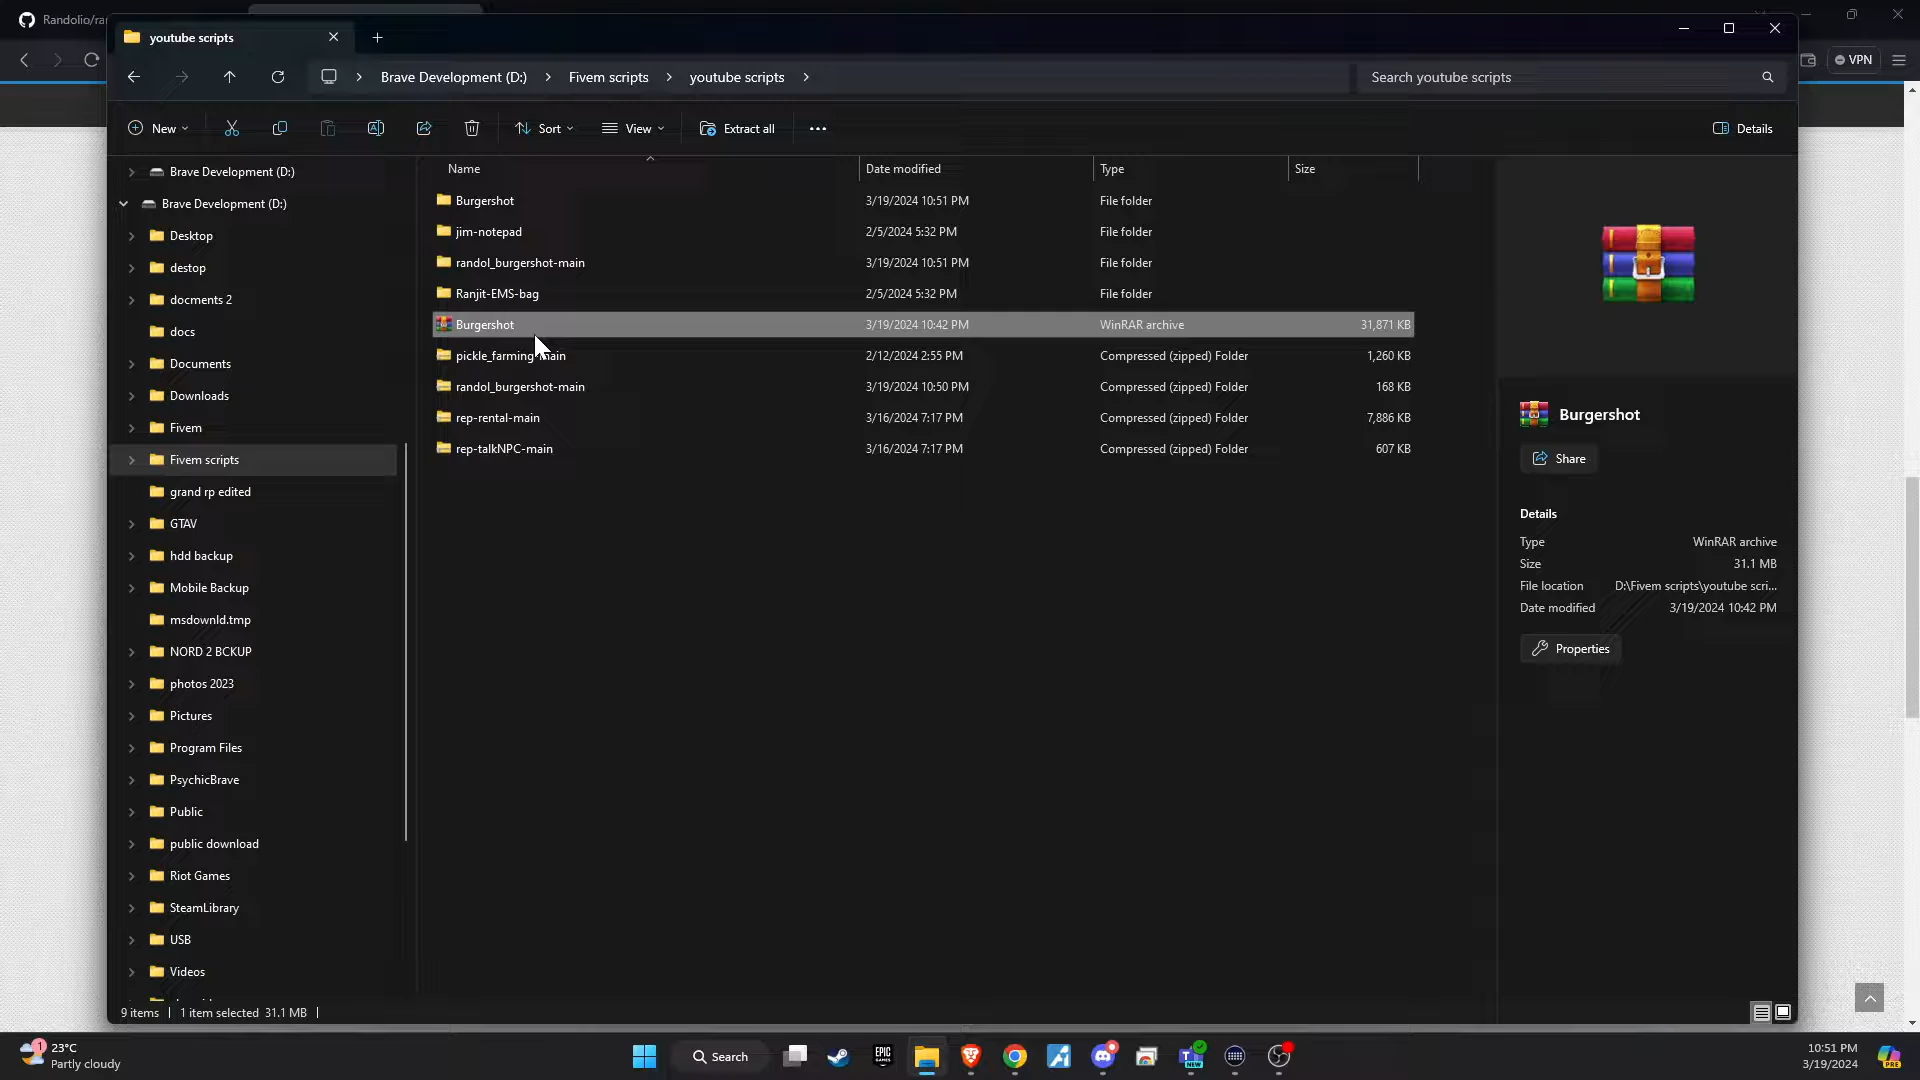 Randolio/ra
youtube scripts
VPN
Brave Development (D:)
Fivem scripts
youtube scripts
Search youtube scripts
New
Sort
View
Extract all
Details
Brave Development (D:)
Brave Development (D:)
Desktop
destop
docments 2
docs
Documents
Downloads
Fivem
Fivem scripts
grand rp edited
GTAV
hdd backup
Mobile Backup
msdownld.tmp
NORD 2 BCKUP
photos 2023
Pictures
Program Files
PsychicBrave
Public
public download
Riot Games
SteamLibrary
USB
Videos
Name Date modified Type Size
Burgershot 3/19/2024 10:51 PM File folder
jim-notepad 2/5/2024 5:32 PM File folder
randol_burgershot-main 3/19/2024 10:51 PM File folder
Ranjit-EMS-bag 2/5/2024 5:32 PM File folder
Burgershot 3/19/2024 10:42 PM WinRAR archive 31,871 KB
pickle_farming-main 2/12/2024 2:55 PM Compressed (zipped) Folder 1,260 KB
randol_burgershot-main 3/19/2024 10:50 PM Compressed (zipped) Folder 168 KB
rep-rental-main 3/16/2024 7:17 PM Compressed (zipped) Folder 7,886 KB
rep-talkNPC-main 3/16/2024 7:17 PM Compressed (zipped) Folder 607 KB
Burgershot
Share
Details
Type WinRAR archive
Size 31.1 MB
File location D:\Fivem scripts\youtube scri...
Date modified 3/19/2024 10:42 PM
Properties
9 items 1 item selected 31.1 MB
1
23°C
Partly cloudy
Search
EPIC
GAMES
NEW
10:51 PM
3/19/2024
PRE